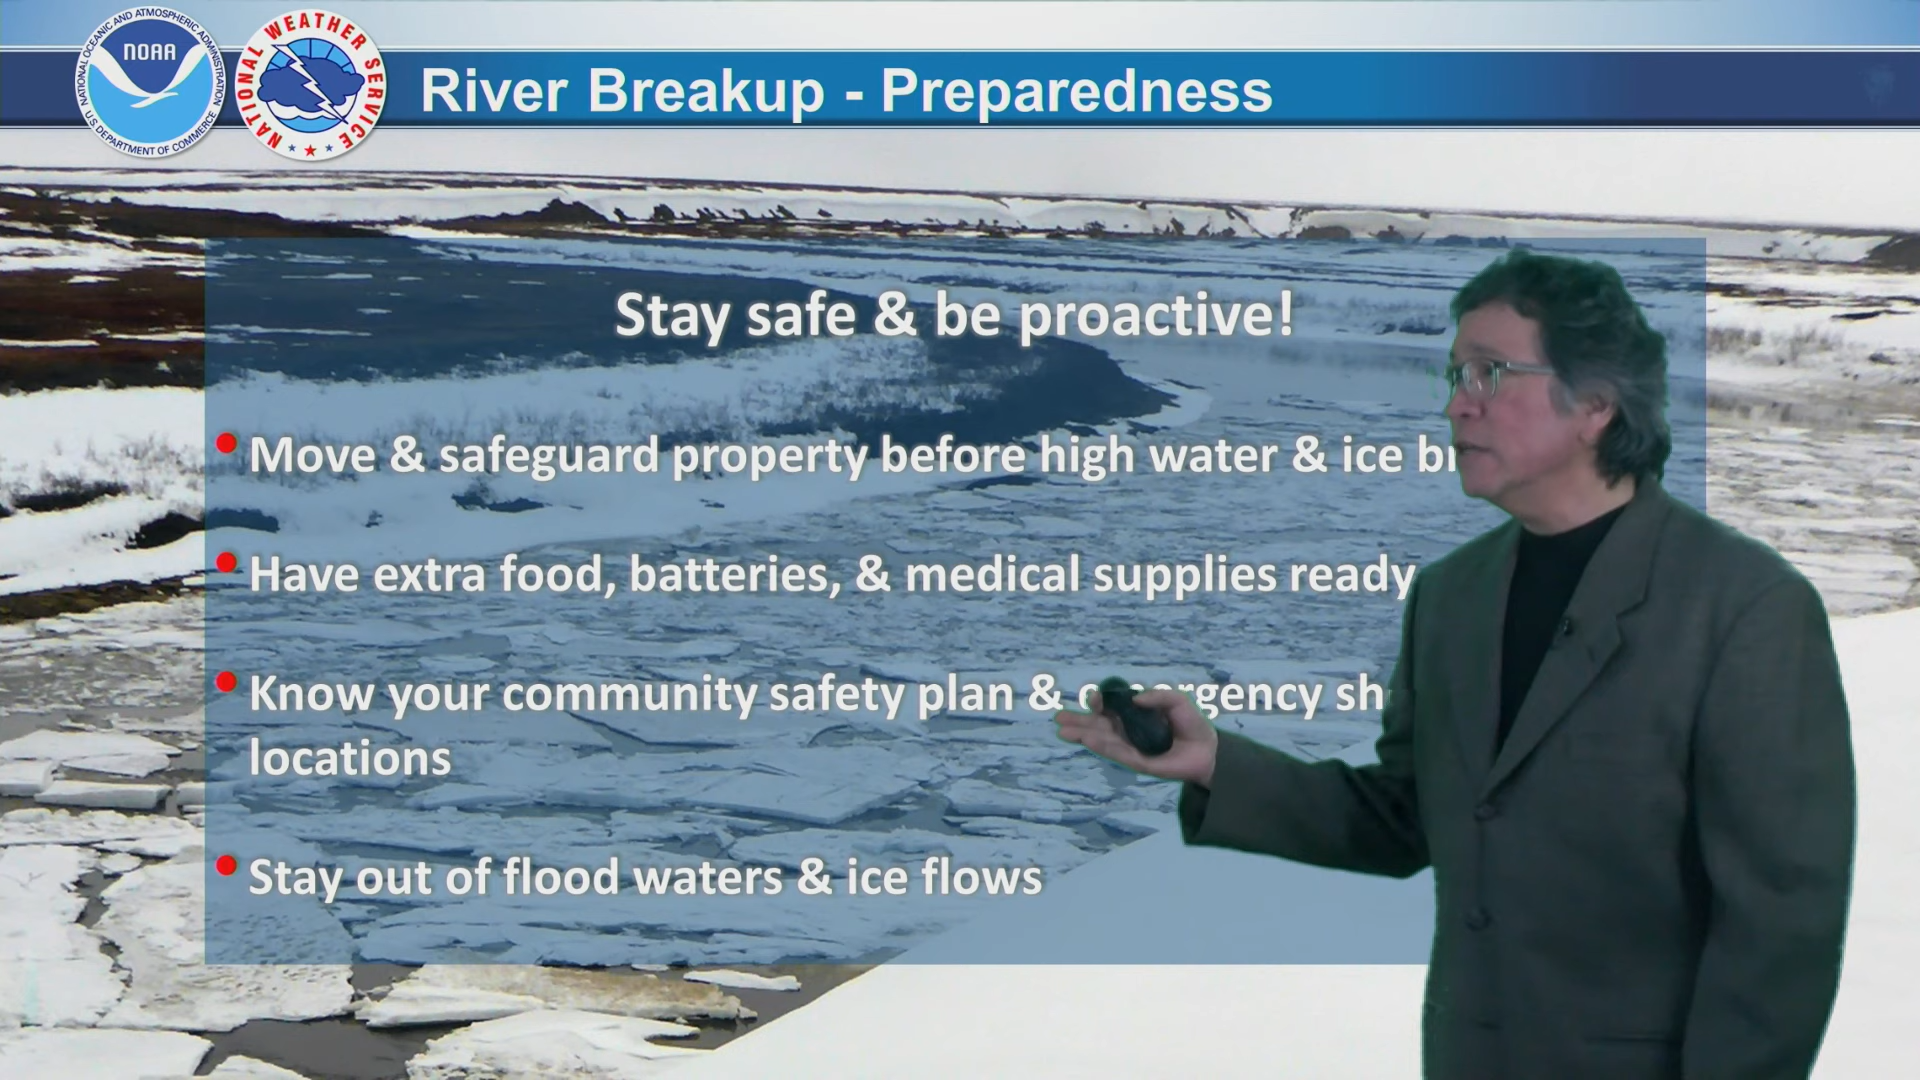 NATIONAL OCEANIC AND ATMOSPHERIC ADMINISTRATION
NOAA
U.S. DEPARTMENT OF COMMERCE
NATIONAL WEATHER SERVICE
River Breakup - Preparedness
Stay safe & be proactive!
• Move & safeguard property before high water & ice
• Have extra food, batteries, & medical supplies ready
• Know your community safety plan &
locations
• Stay out of flood waters & ice flows